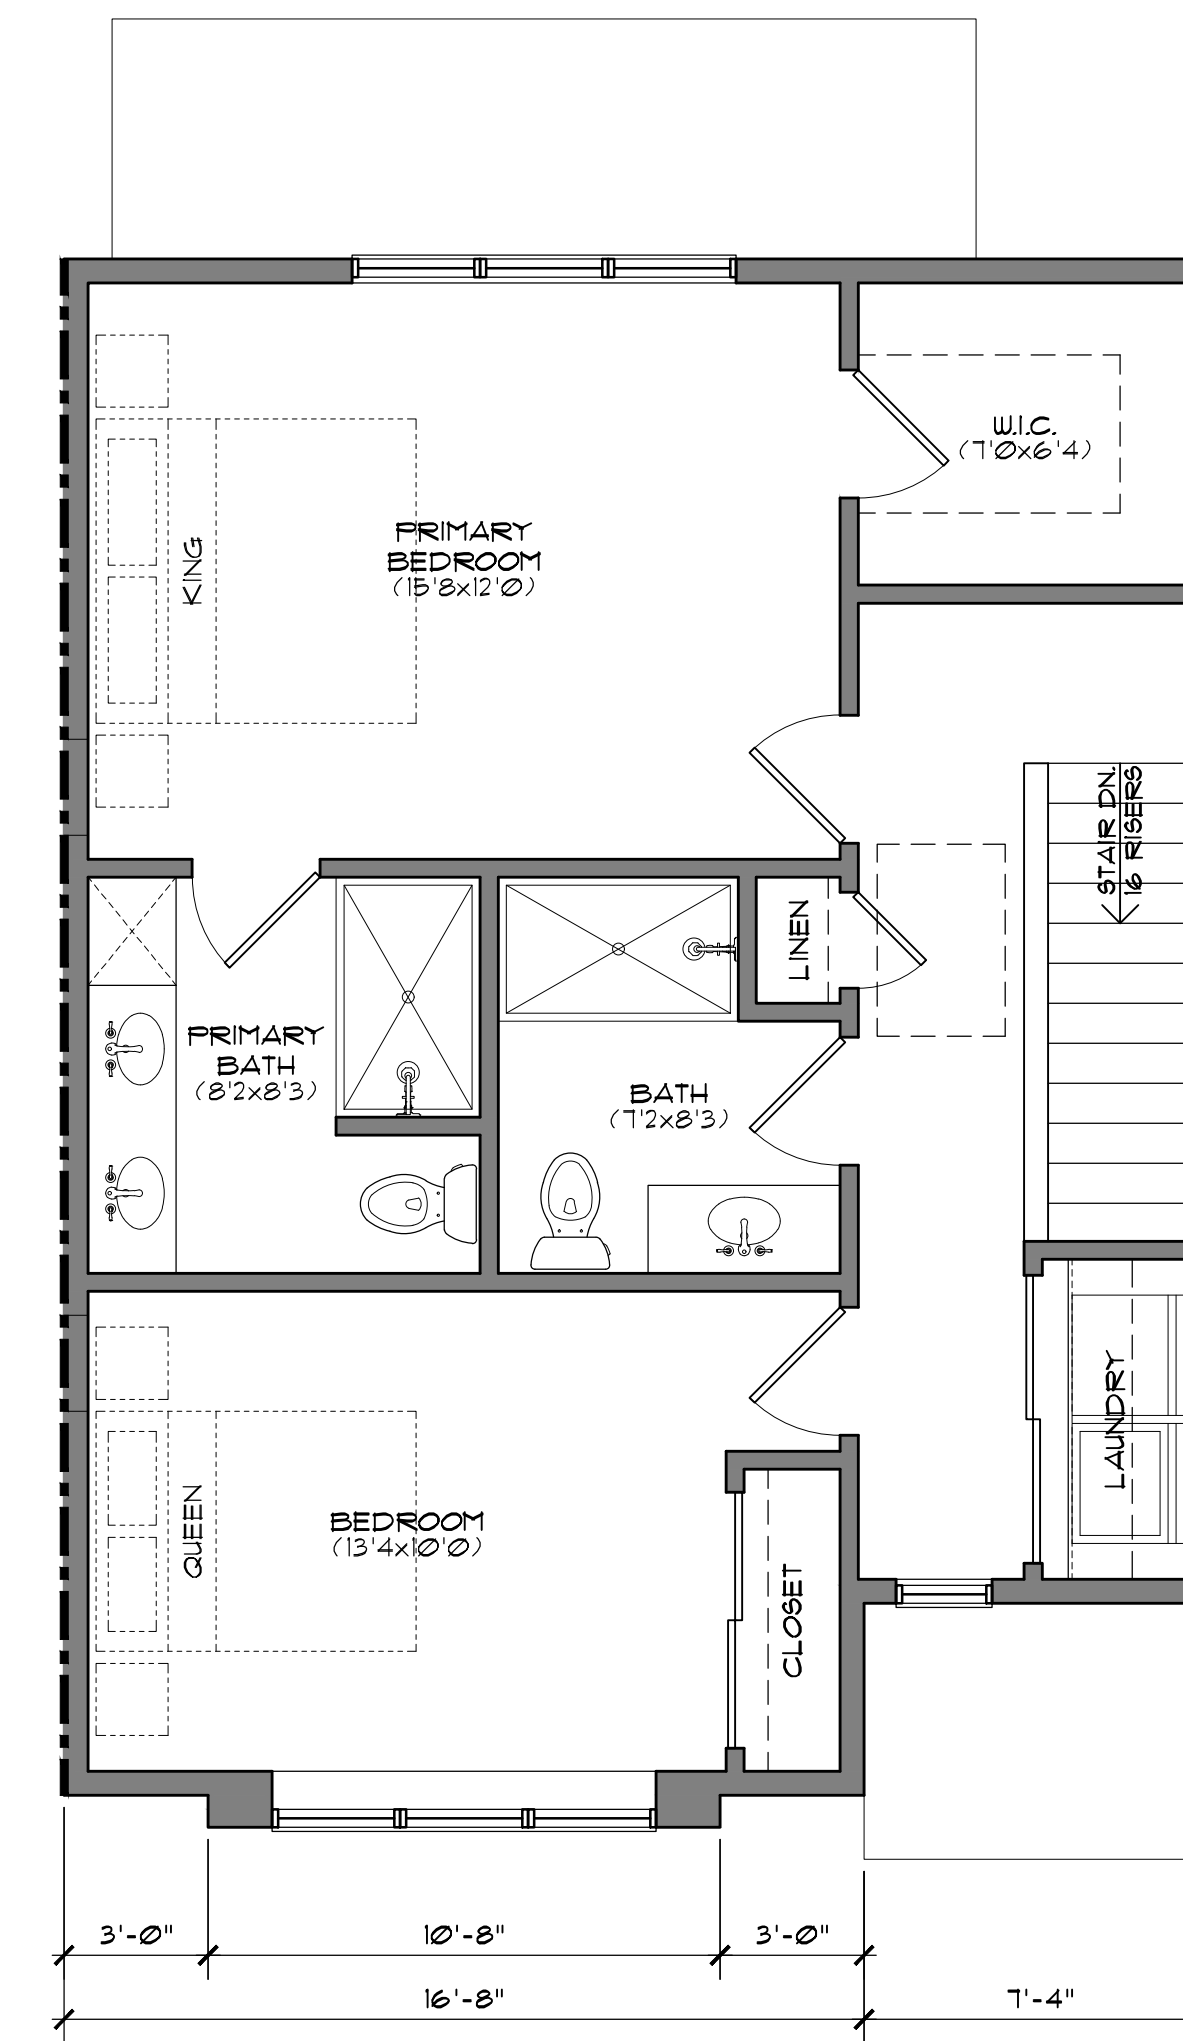 W.I.C.
(7'0x6'4)
PRIMARY
BEDROOM
(15'8x12'0)
KING
STAIR DN.
16 RISERS
LINEN
PRIMARY
BATH
(8'2x8'3)
BATH
(7'2x8'3)
LAUNDRY
QUEEN
BEDROOM
(13'4x10'0)
CLOSET
3'-0"
10'-8"
3'-0"
16'-8"
7'-4"